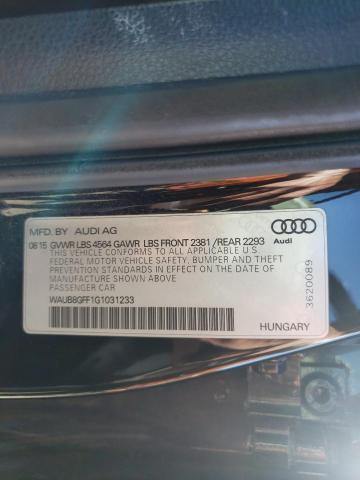 MFD. BY AUDI AG
08 15 GVWR LBS 4564 GAWR LBS FRONT 2381 /REAR 2293
THIS VEHICLE CONFORMS TO ALL APPLICABLE U.S.
FEDERAL MOTOR VEHICLE SAFETY, BUMPER AND THEFT
PREVENTION STANDARDS IN EFFECT ON THE DATE OF
MANUFACTURE SHOWN ABOVE
PASSENGER CAR
WAUB8GFF1G1031233
HUNGARY
Audi
3620089